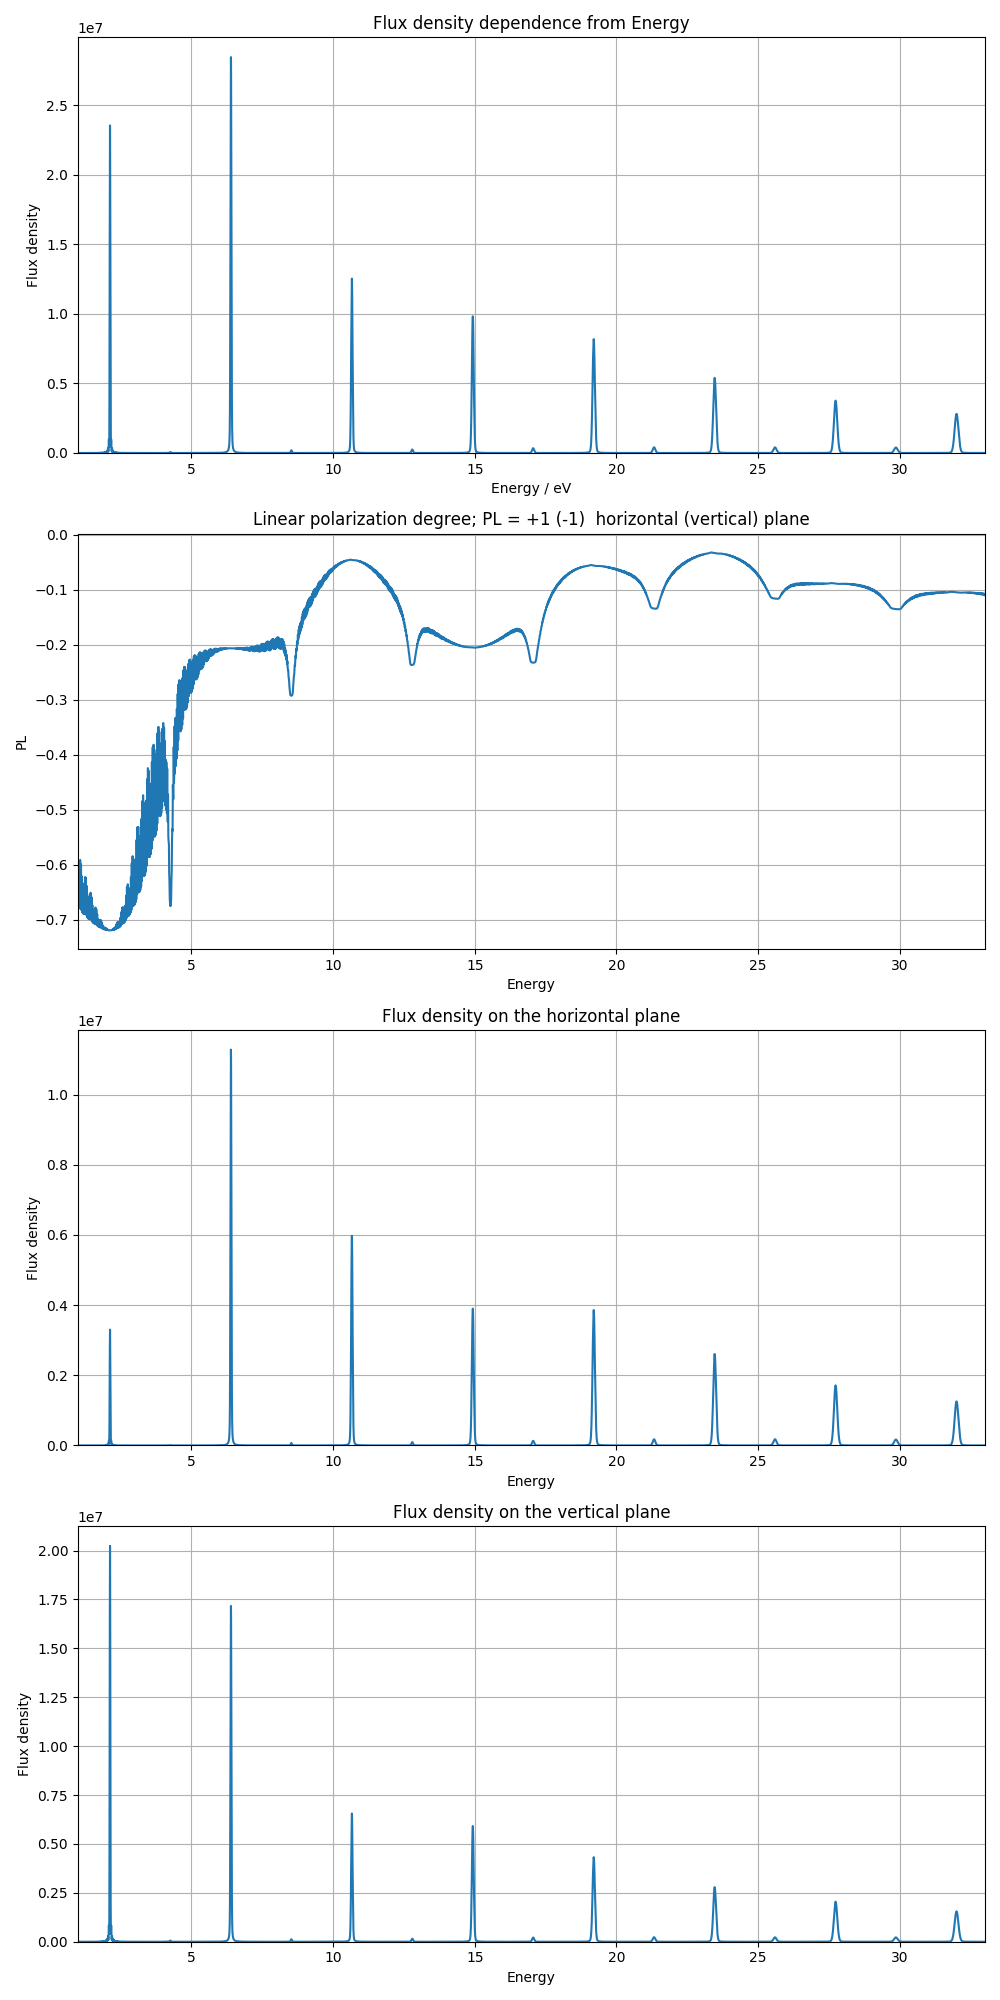 Flux density dependence from Energy
1e7
2.5
2.0
1.5
1.0
0.5
0.0
Flux density
5 10 15 20 25 30
Energy / eV
Linear polarization degree; PL = +1 (-1)  horizontal (vertical) plane
0.0
−0.1
−0.2
−0.3
−0.4
−0.5
−0.6
−0.7
PL
5 10 15 20 25 30
Energy
Flux density on the horizontal plane
1e7
1.0
0.8
0.6
0.4
0.2
0.0
Flux density
5 10 15 20 25 30
Energy
Flux density on the vertical plane
1e7
2.00
1.75
1.50
1.25
1.00
0.75
0.50
0.25
0.00
Flux density
5 10 15 20 25 30
Energy